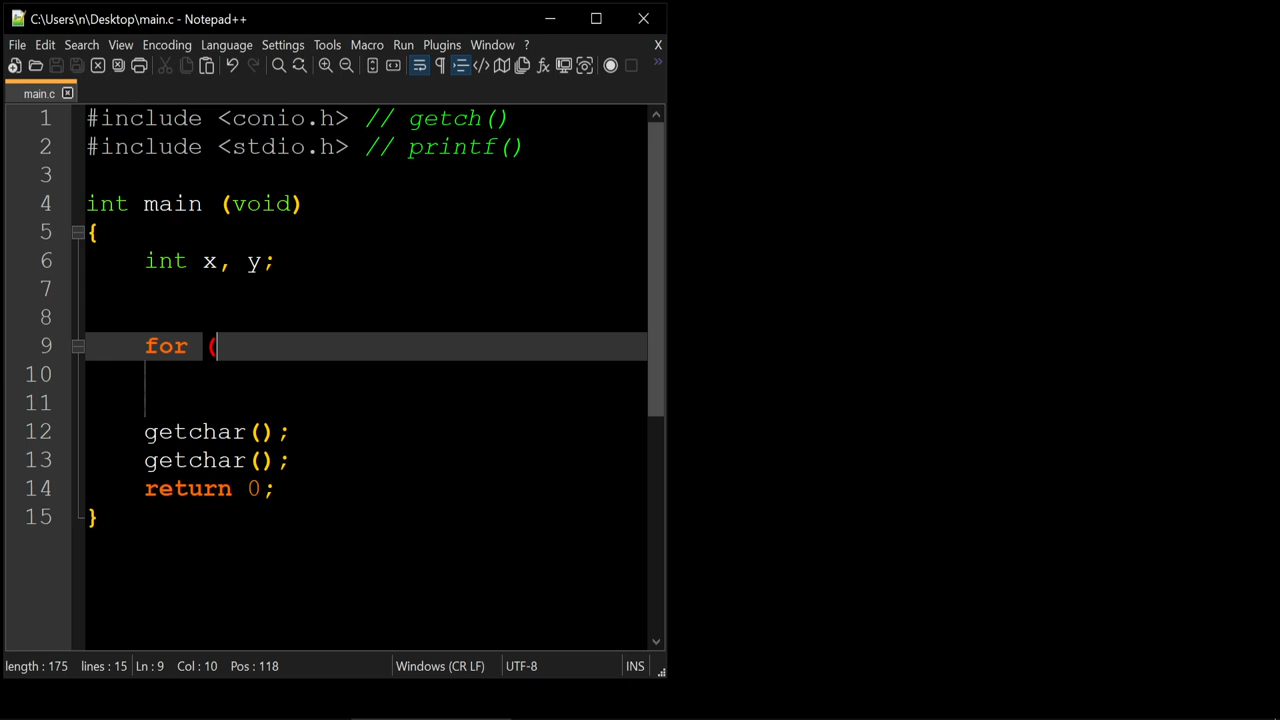 C:\Users\n\Desktop\main.c - Notepad++
File Edit Search View Encoding Language Settings Tools Macro Run Plugins Window ? X
main.c
1 #include <conio.h> // getch()
2 #include <stdio.h> // printf()
3
4 int main (void)
5 {
6 int x, y;
7
8
9 for (
10
11
12 getchar();
13 getchar();
14 return 0;
15 }
length : 175 lines : 15 Ln : 9 Col : 10 Pos : 118 Windows (CR LF) UTF-8 INS